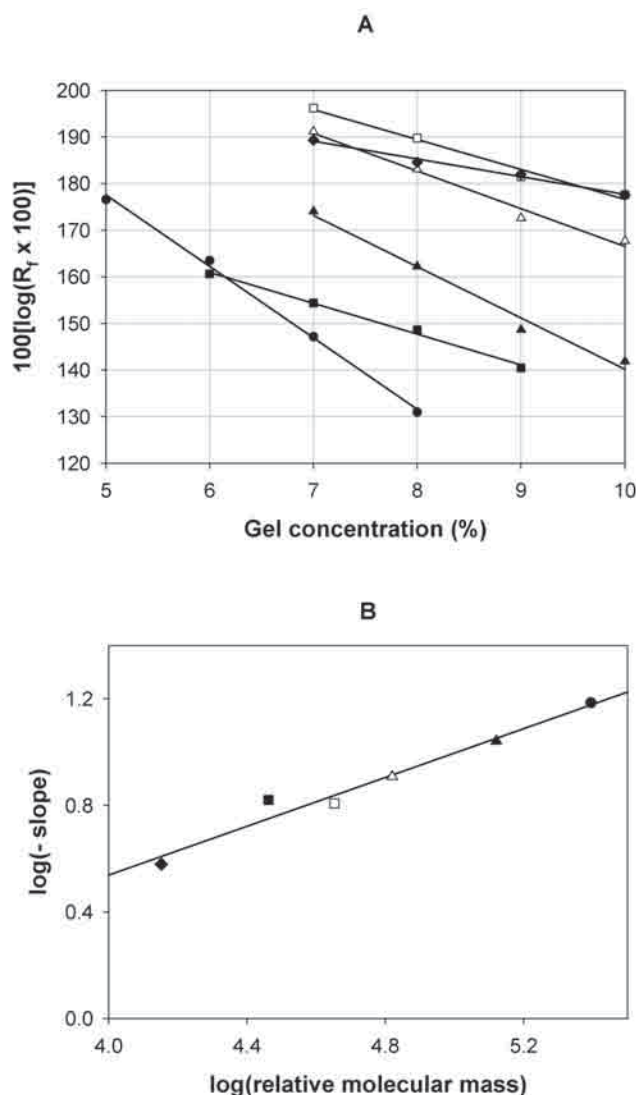 A
100[log(Rf x 100)]
200
190
180
170
160
150
140
130
120
5 6 7 8 9 10
Gel concentration (%)
B
log(- slope)
1.2
0.8
0.4
0.0
4.0 4.4 4.8 5.2
log(relative molecular mass)